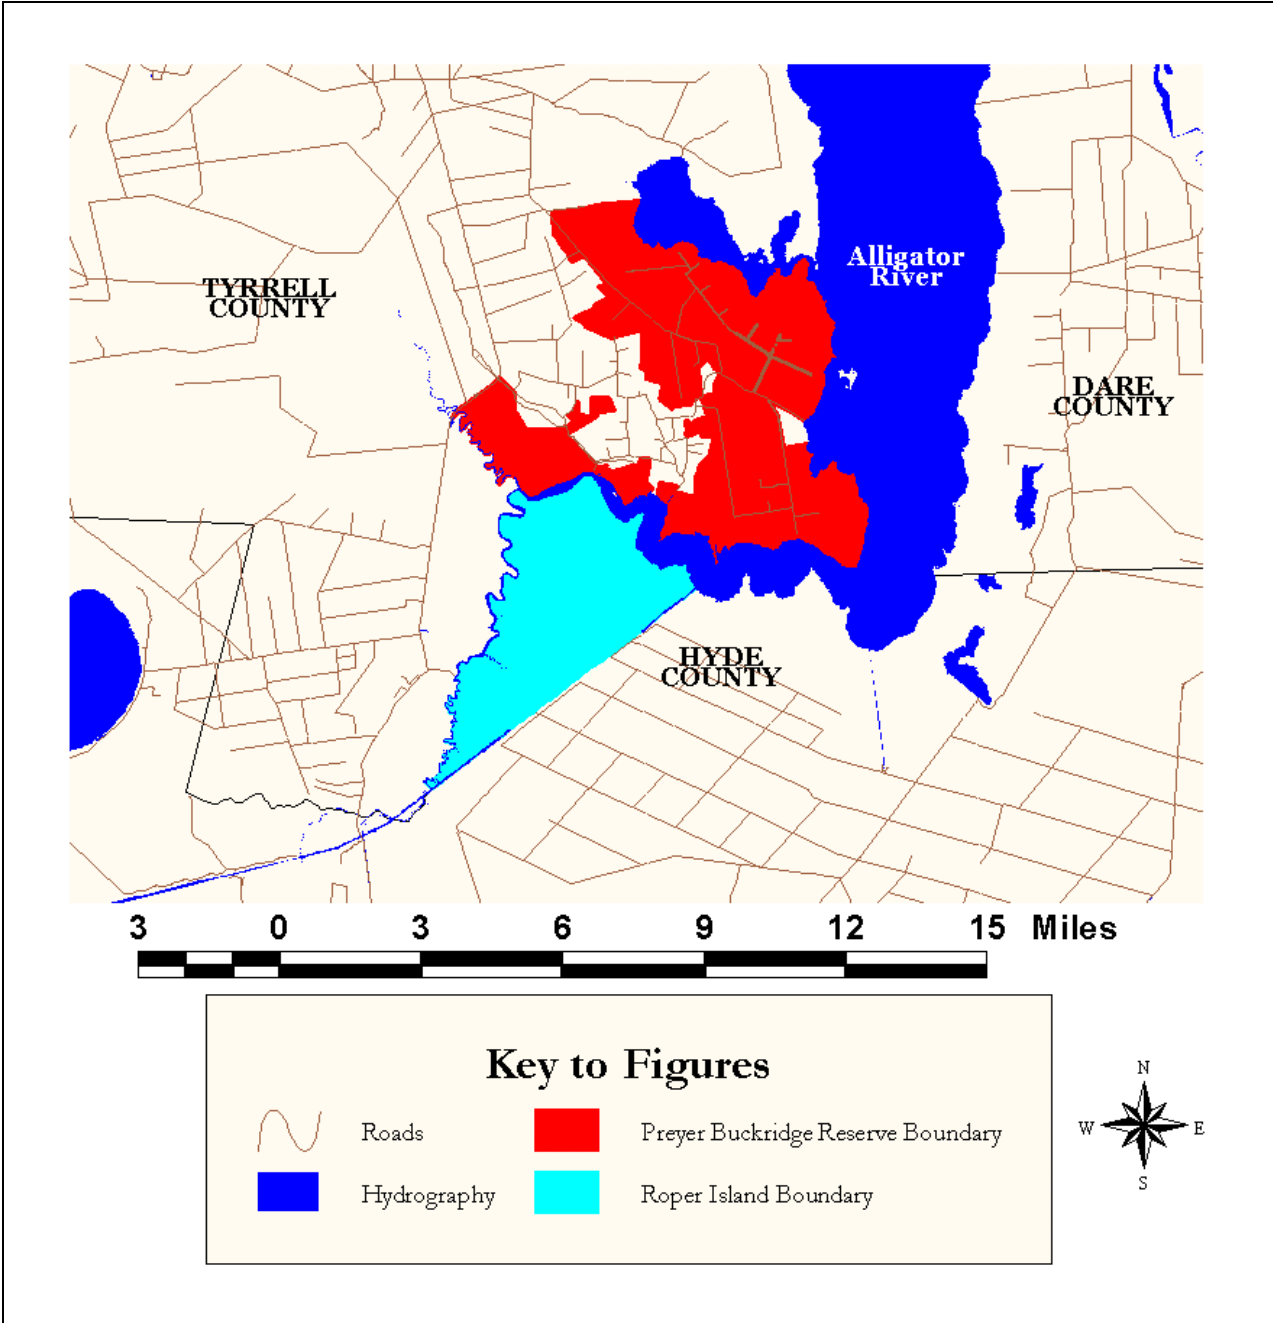 Alligator
River
TYRRELL
COUNTY
DARE
COUNTY
HYDE
COUNTY
3 0 3 6 9 12 15 Miles
Key to Figures
Roads
Preyer Buckridge Reserve Boundary
Hydrography
Roper Island Boundary
N
W E
S